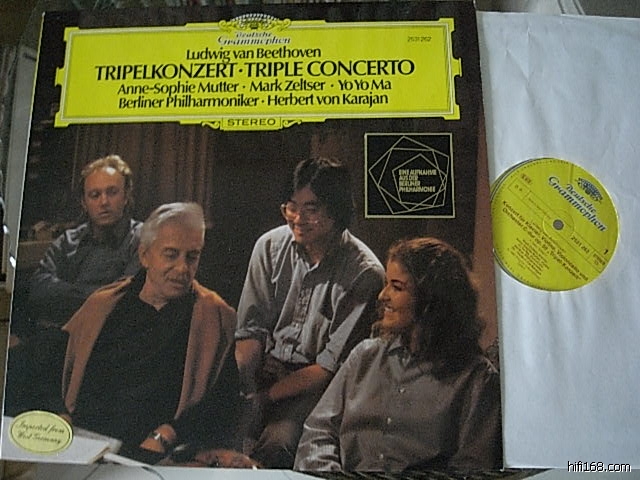 Deutsche
Grammophon
2531 262
Ludwig van Beethoven
TRIPELKONZERT · TRIPLE CONCERTO
Anne-Sophie Mutter · Mark Zeltser · Yo Yo Ma
Berliner Philharmoniker · Herbert von Karajan
STEREO
EINE AUFNAHME
AUS DER
BERLINER
PHILHARMONIE
Deutsche
Grammophon
Imported from
West Germany
hifi168.com